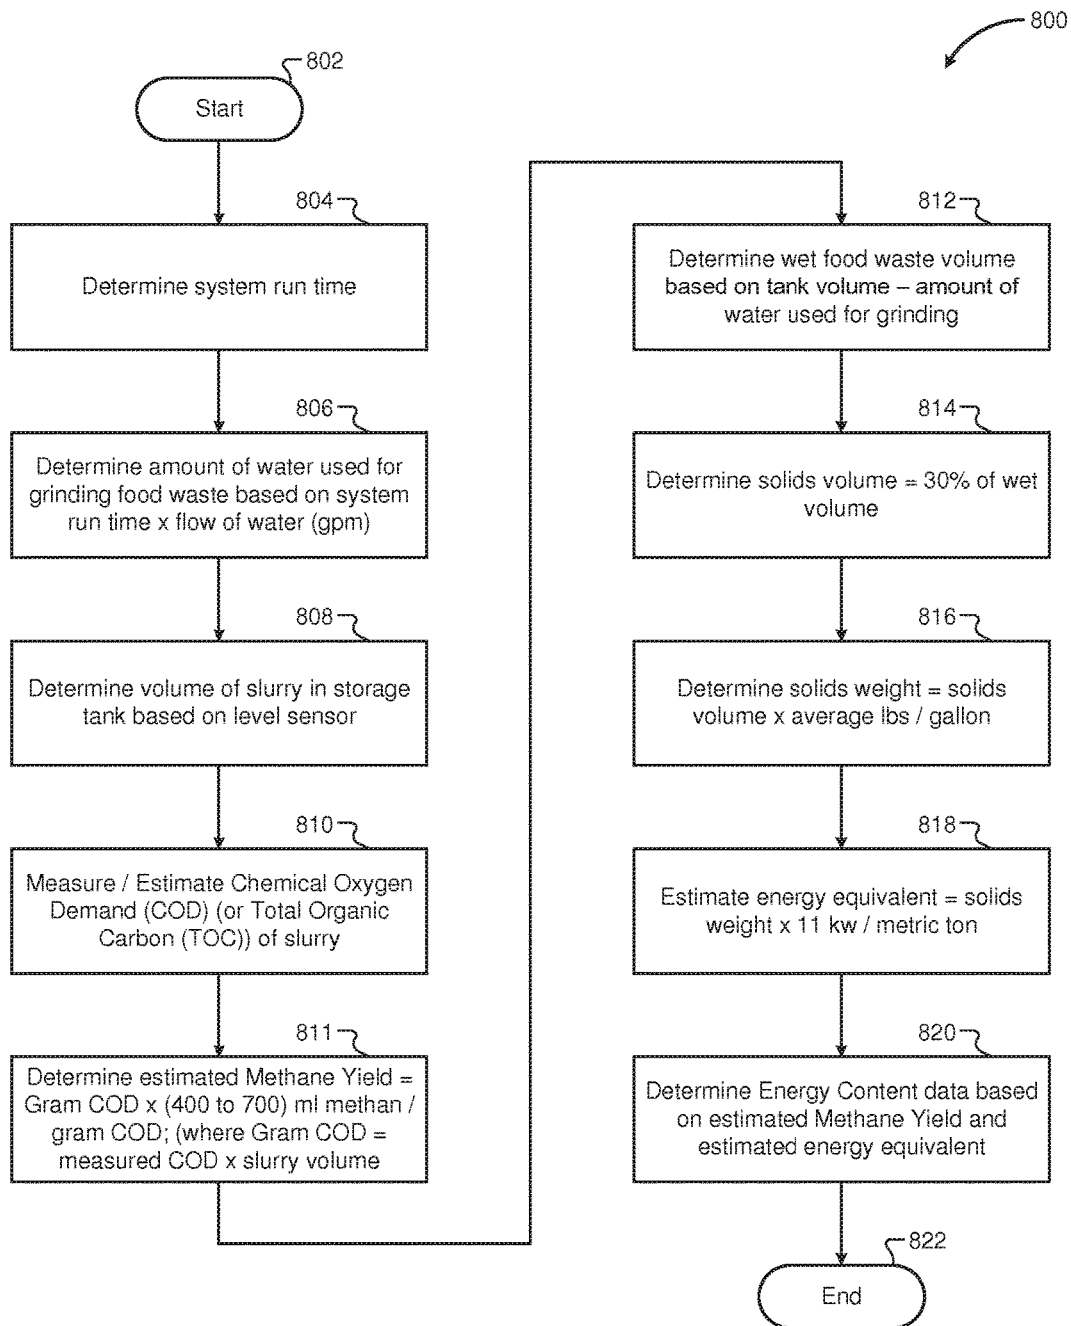 800
802
Start
804
Determine system run time
806
Determine amount of water used for
grinding food waste based on system
run time x flow of water (gpm)
808
Determine volume of slurry in storage
tank based on level sensor
810
Measure / Estimate Chemical Oxygen
Demand (COD) (or Total Organic
Carbon (TOC)) of slurry
811
Determine estimated Methane Yield =
Gram COD x (400 to 700) ml methan /
gram COD; (where Gram COD =
measured COD x slurry volume
812
Determine wet food waste volume
based on tank volume – amount of
water used for grinding
814
Determine solids volume = 30% of wet
volume
816
Determine solids weight = solids
volume x average lbs / gallon
818
Estimate energy equivalent = solids
weight x 11 kw / metric ton
820
Determine Energy Content data based
on estimated Methane Yield and
estimated energy equivalent
822
End